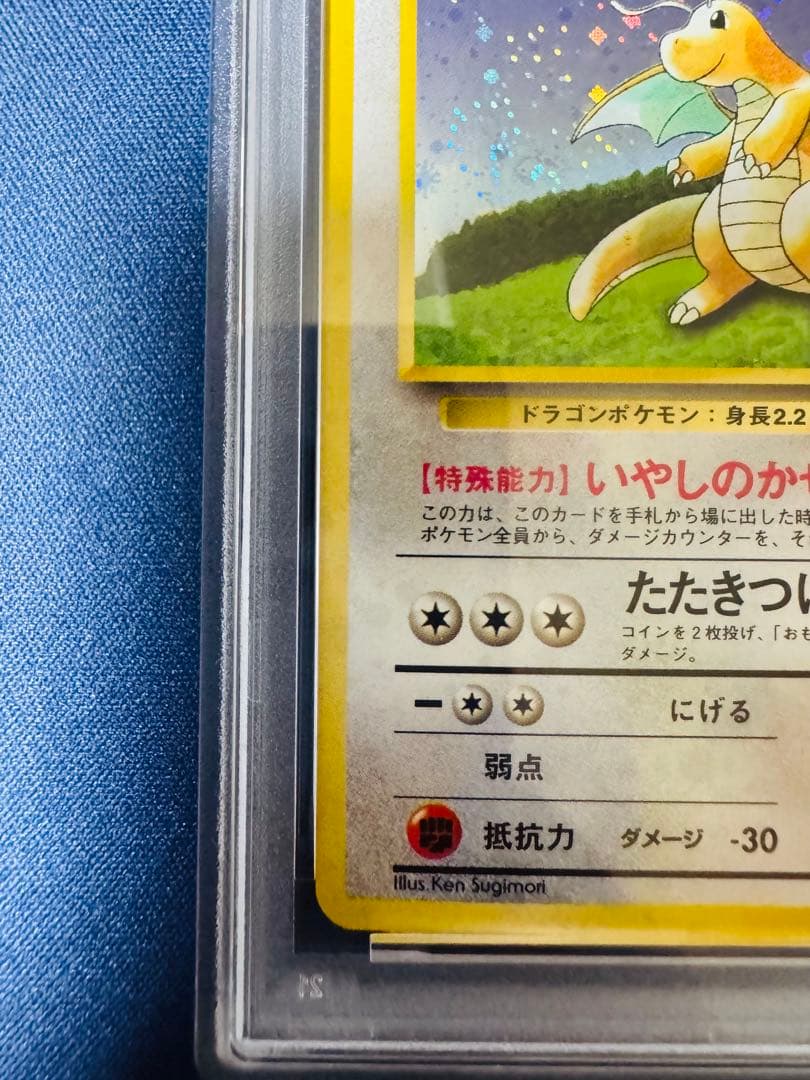 ドラゴンポケモン：身長2.2
【特殊能力】いやしのかぜ
この力は、このカードを手札から場に出した時
ポケモン全員から、ダメージカウンターを、そ
たたきつけ
コインを2枚投げ、「おも
ダメージ。
にげる
弱点
抵抗力 ダメージ -30
Illus. Ken Sugimori
21